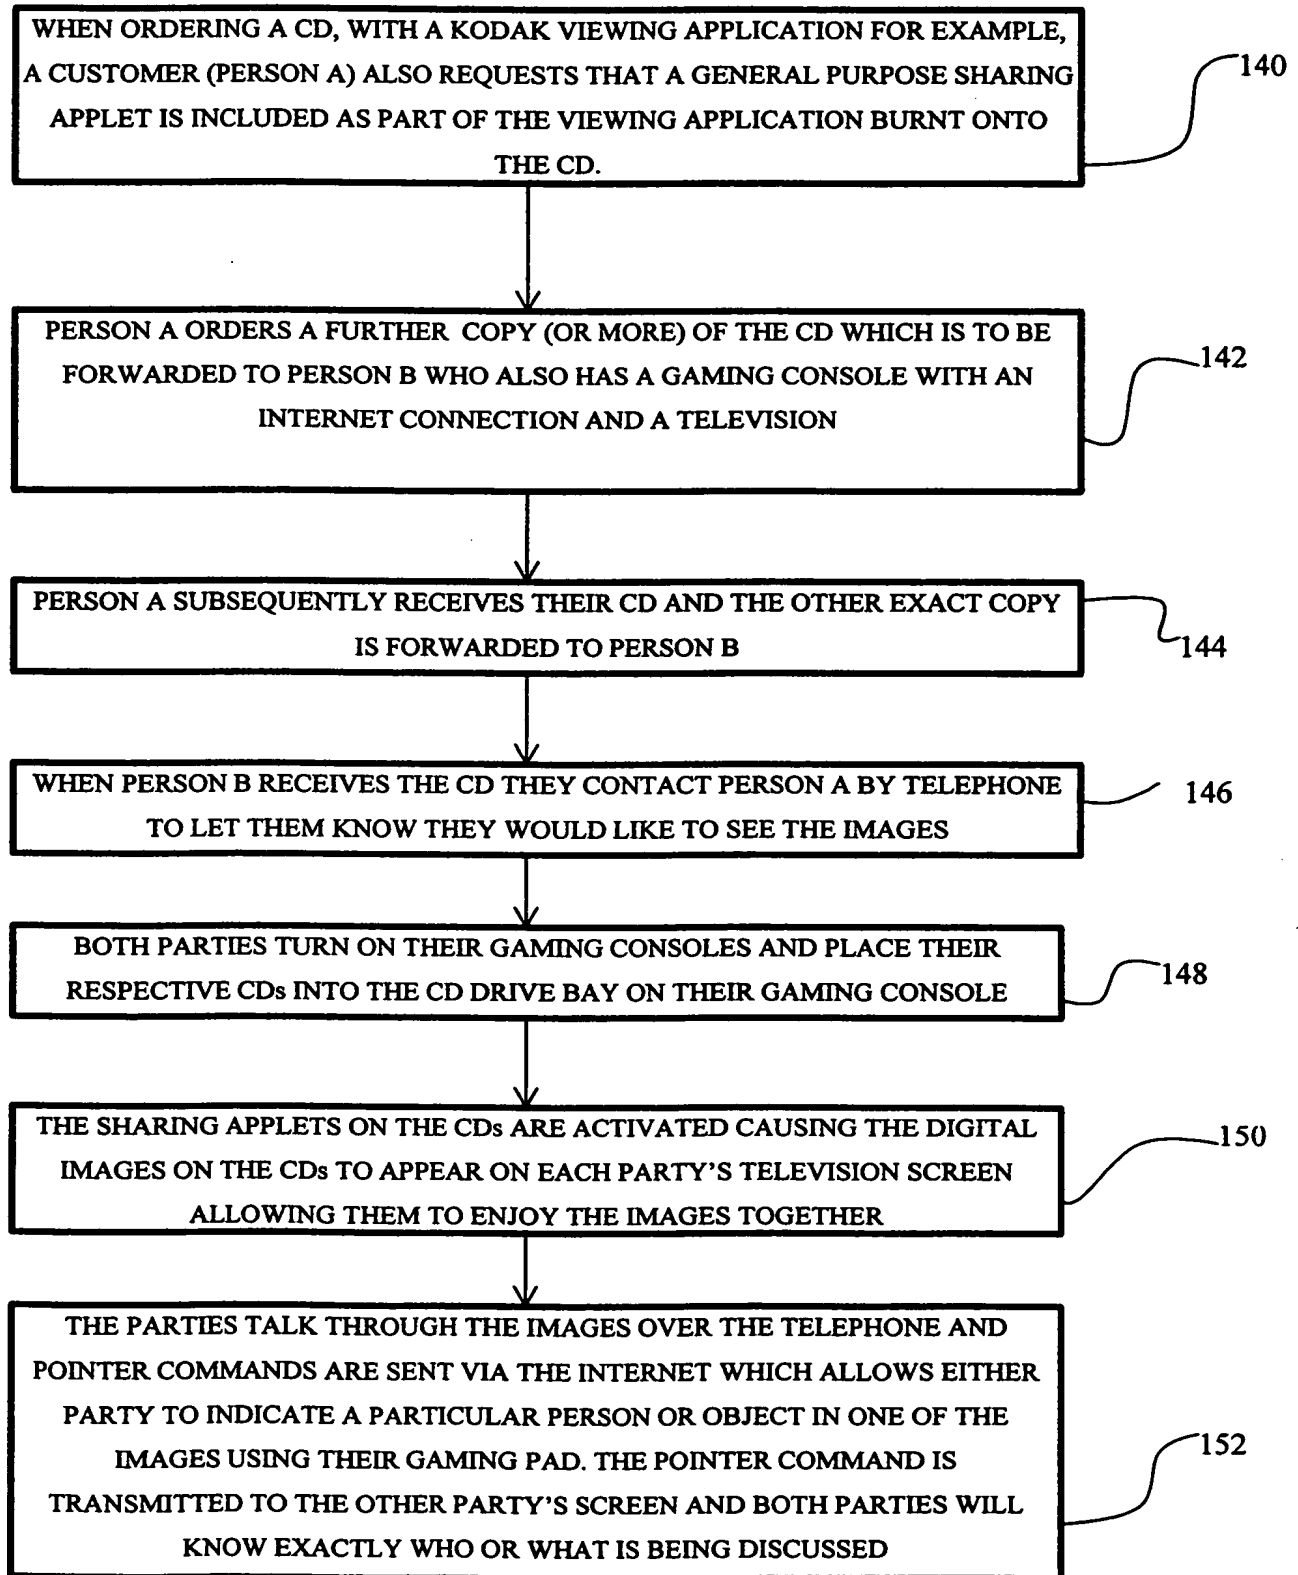 WHEN ORDERING A CD, WITH A KODAK VIEWING APPLICATION FOR EXAMPLE,
A CUSTOMER (PERSON A) ALSO REQUESTS THAT A GENERAL PURPOSE SHARING
APPLET IS INCLUDED AS PART OF THE VIEWING APPLICATION BURNT ONTO
THE CD.
140
PERSON A ORDERS A FURTHER COPY (OR MORE) OF THE CD WHICH IS TO BE
FORWARDED TO PERSON B WHO ALSO HAS A GAMING CONSOLE WITH AN
INTERNET CONNECTION AND A TELEVISION
142
PERSON A SUBSEQUENTLY RECEIVES THEIR CD AND THE OTHER EXACT COPY
IS FORWARDED TO PERSON B
144
WHEN PERSON B RECEIVES THE CD THEY CONTACT PERSON A BY TELEPHONE
TO LET THEM KNOW THEY WOULD LIKE TO SEE THE IMAGES
146
BOTH PARTIES TURN ON THEIR GAMING CONSOLES AND PLACE THEIR
RESPECTIVE CDs INTO THE CD DRIVE BAY ON THEIR GAMING CONSOLE
148
THE SHARING APPLETS ON THE CDs ARE ACTIVATED CAUSING THE DIGITAL
IMAGES ON THE CDs TO APPEAR ON EACH PARTY'S TELEVISION SCREEN
ALLOWING THEM TO ENJOY THE IMAGES TOGETHER
150
THE PARTIES TALK THROUGH THE IMAGES OVER THE TELEPHONE AND
POINTER COMMANDS ARE SENT VIA THE INTERNET WHICH ALLOWS EITHER
PARTY TO INDICATE A PARTICULAR PERSON OR OBJECT IN ONE OF THE
IMAGES USING THEIR GAMING PAD. THE POINTER COMMAND IS
TRANSMITTED TO THE OTHER PARTY'S SCREEN AND BOTH PARTIES WILL
KNOW EXACTLY WHO OR WHAT IS BEING DISCUSSED
152